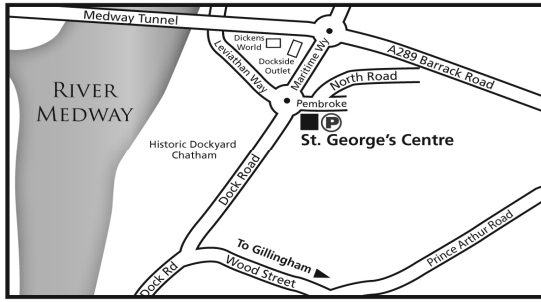 Medway Tunnel
Dickens
World
Dockside
Outlet
Leviathan Way
Maritime Wy
A289 Barrack Road
North Road
Pembroke
P
St. George's Centre
RIVER
MEDWAY
Historic Dockyard
Chatham
Dock Road
To Gillingham
Wood Street
Dock Rd
Prince Arthur Road